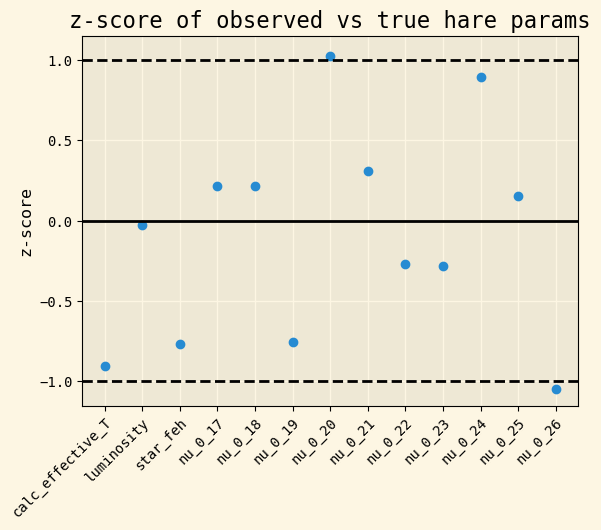 z-score of observed vs true hare params
z-score
1.0
0.5
0.0
−0.5
−1.0
calc_effective_T
luminosity
star_feh
nu_0_17
nu_0_18
nu_0_19
nu_0_20
nu_0_21
nu_0_22
nu_0_23
nu_0_24
nu_0_25
nu_0_26